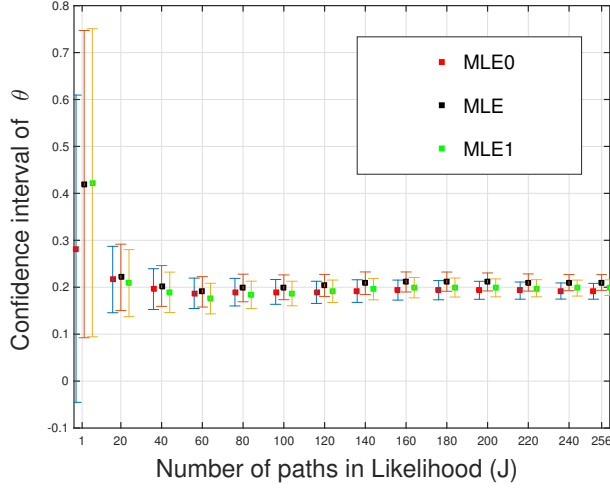 0.8
0.7
0.6
0.5
0.4
0.3
0.2
0.1
0
-0.1
Confidence interval of θ
MLE0
MLE
MLE1
1 20 40 60 80 100 120 140 160 180 200 220 240 256
Number of paths in Likelihood (J)